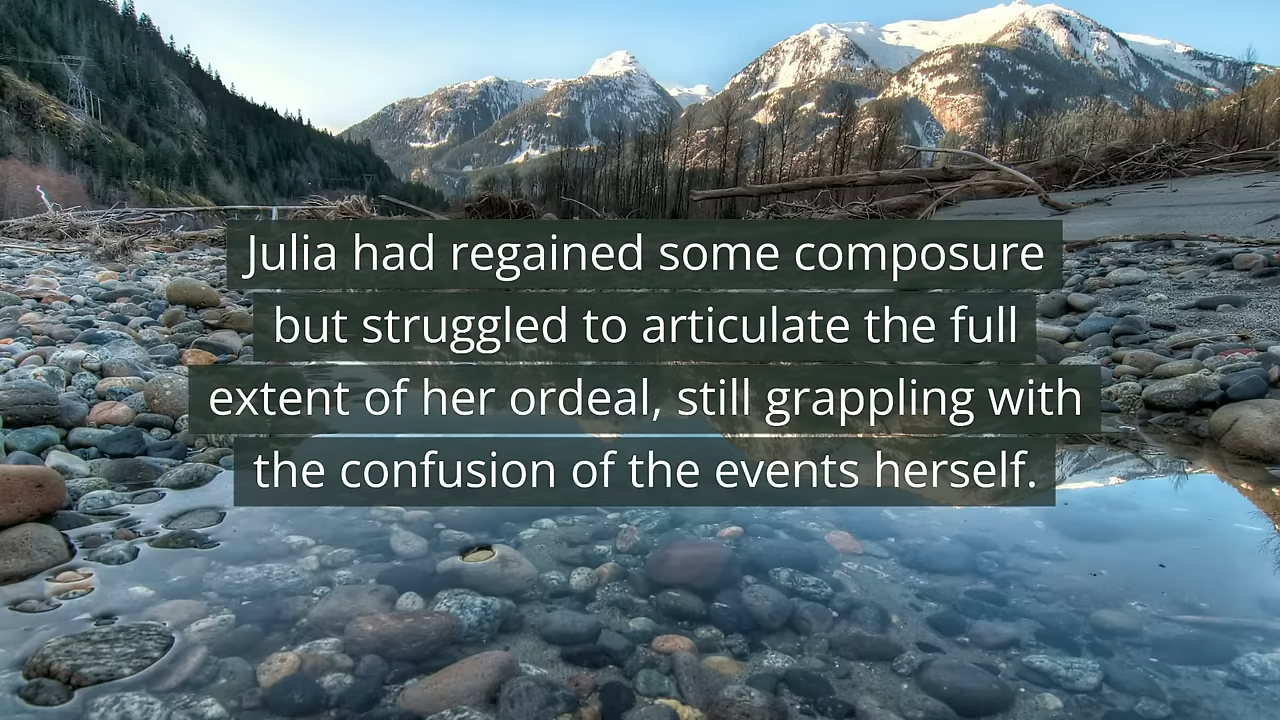 Julia had regained some composure
but struggled to articulate the full
extent of her ordeal, still grappling with
the confusion of the events herself.